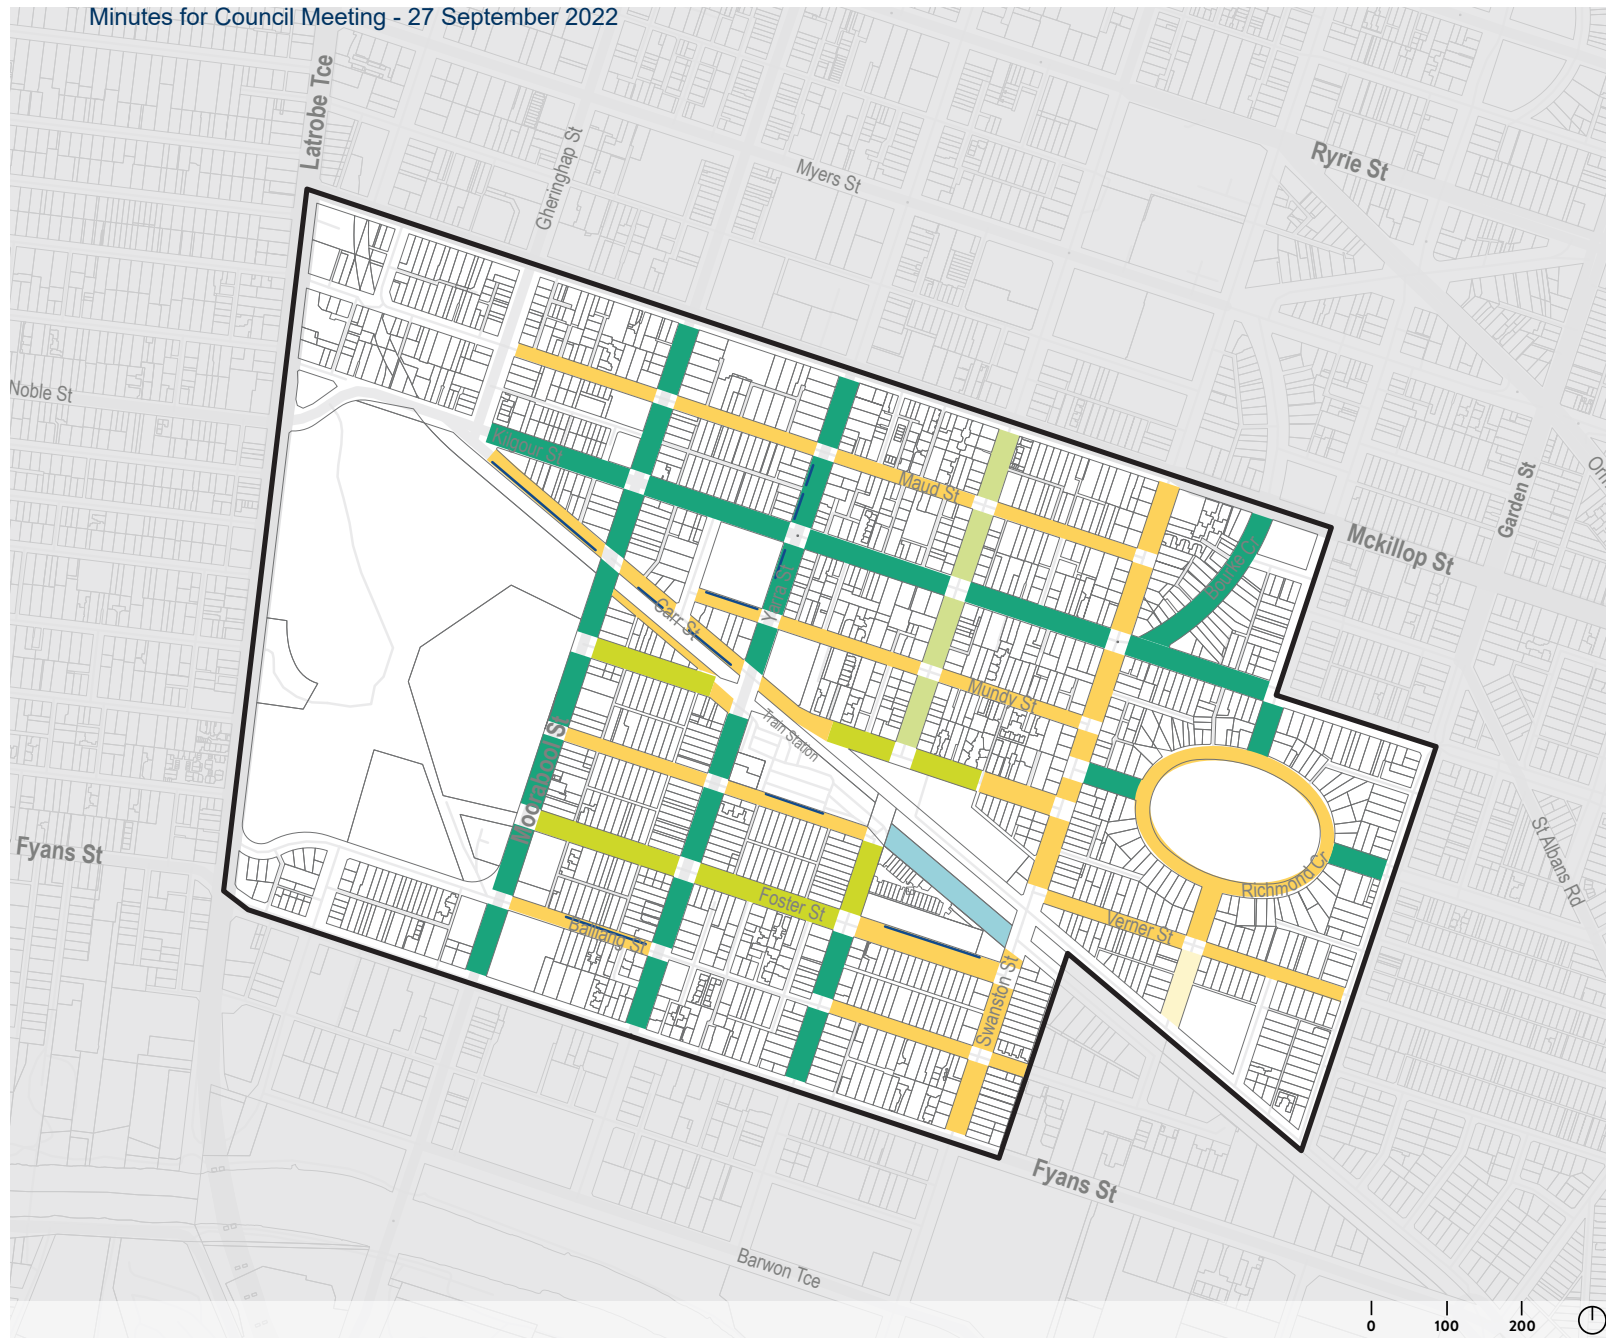 Minutes for Council Meeting - 27 September 2022
Latrobe Tce
Gheringhap St
Myers St
Ryrie St
Noble St
Kilgour St
Maud St
Garden St
Mckillop St
Bourke Cr
Yarra St
Carr St
Mundy St
Train Station
Moorabool St
Fyans St
St Albans Rd
Richmond Cr
Foster St
Verner St
Balliang St
Swanston St
Fyans St
Barwon Tce
0 100 200